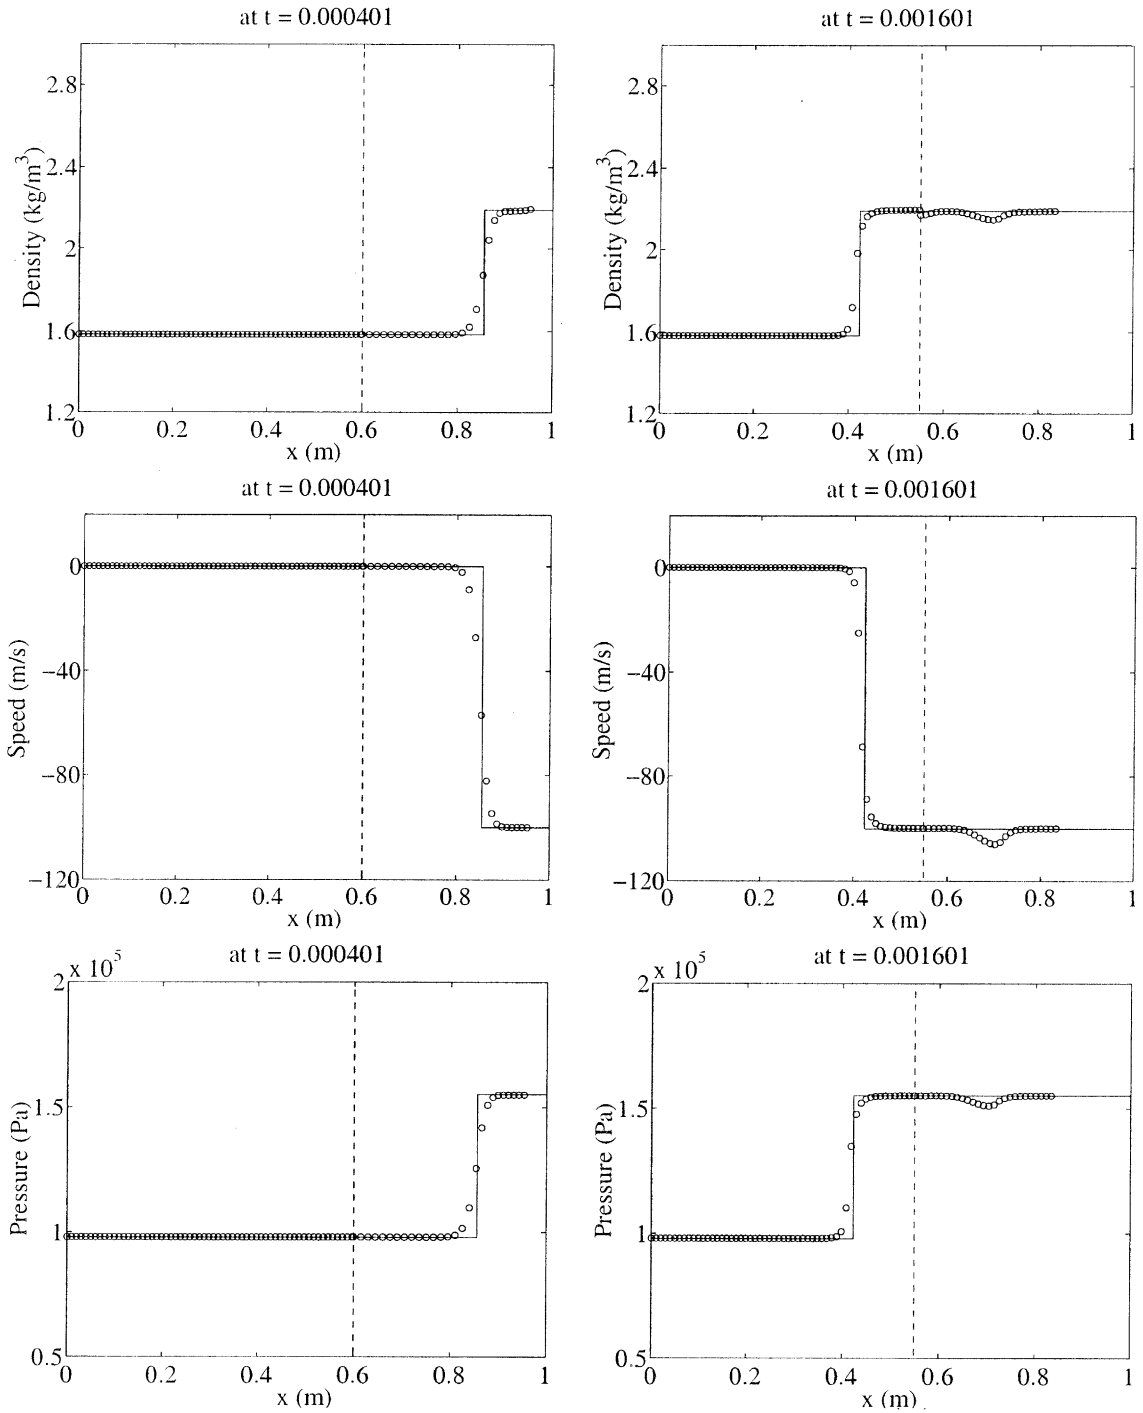 at t = 0.000401
at t = 0.001601
Density (kg/m³)
2.8
2.4
2
1.6
1.2
0 0.2 0.4 0.6 0.8 1
x (m)
Density (kg/m³)
2.8
2.4
2
1.6
1.2
0 0.2 0.4 0.6 0.8 1
x (m)
at t = 0.000401
at t = 0.001601
Speed (m/s)
0
−40
−80
−120
0 0.2 0.4 0.6 0.8 1
x (m)
Speed (m/s)
0
−40
−80
−120
0 0.2 0.4 0.6 0.8 1
x (m)
at t = 0.000401
at t = 0.001601
x 10⁵
Pressure (Pa)
2
1.5
1
0.5
0 0.2 0.4 0.6 0.8 1
x (m)
x 10⁵
Pressure (Pa)
2
1.5
1
0.5
0 0.2 0.4 0.6 0.8 1
x (m)